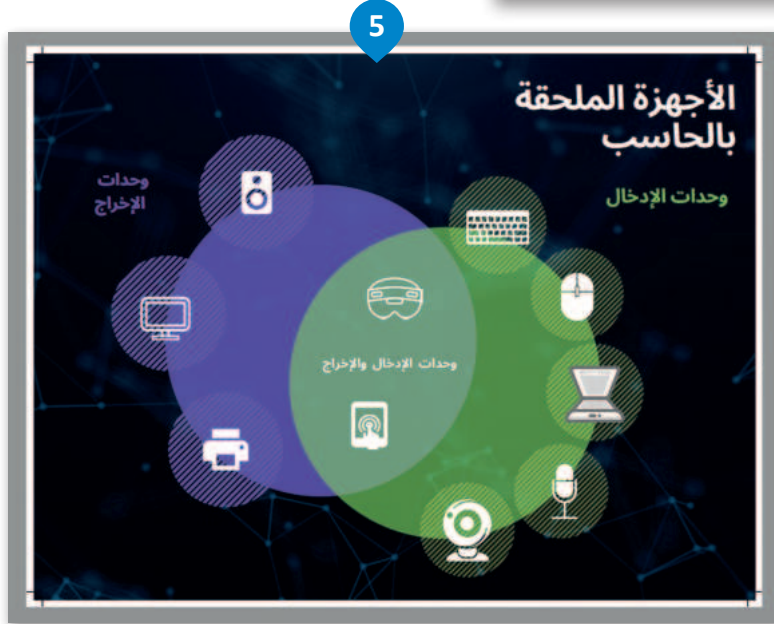 5
الأجهزة الملحقة
بالحاسب
وحدات الإدخال
وحدات
الإخراج
وحدات الإدخال والإخراج